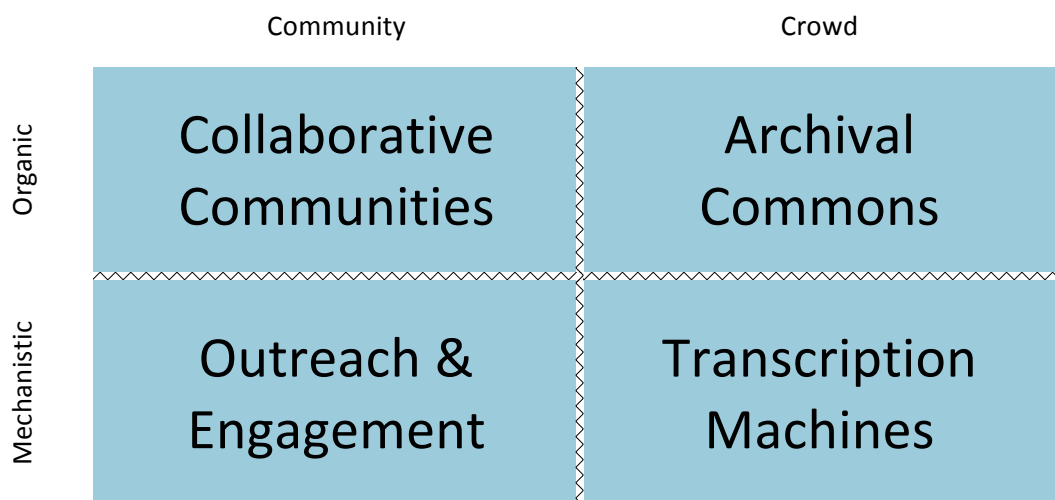 Community
Crowd
Organic
Collaborative
Communities
Archival
Commons
Mechanistic
Outreach &
Engagement
Transcription
Machines